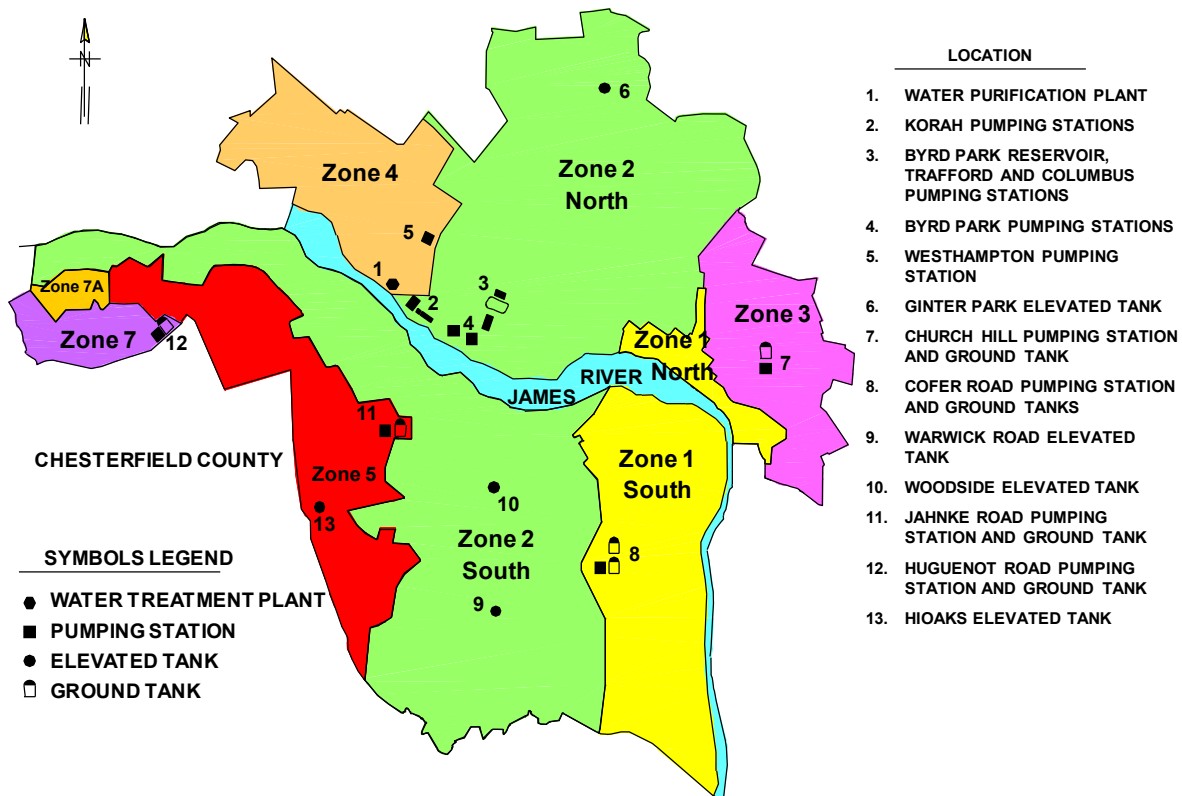 N
Zone 4
Zone 2
North
6
5
1
2
3
4
Zone 7A
Zone 7
12
Zone 3
7
Zone 1
North
JAMES
RIVER
11
CHESTERFIELD COUNTY
Zone 5
13
10
Zone 2
South
9
Zone 1
South
8
SYMBOLS LEGEND
WATER TREATMENT PLANT
PUMPING STATION
ELEVATED TANK
GROUND TANK
LOCATION
1. WATER PURIFICATION PLANT
2. KORAH PUMPING STATIONS
3. BYRD PARK RESERVOIR,
TRAFFORD AND COLUMBUS
PUMPING STATIONS
4. BYRD PARK PUMPING STATIONS
5. WESTHAMPTON PUMPING
STATION
6. GINTER PARK ELEVATED TANK
7. CHURCH HILL PUMPING STATION
AND GROUND TANK
8. COFER ROAD PUMPING STATION
AND GROUND TANKS
9. WARWICK ROAD ELEVATED
TANK
10. WOODSIDE ELEVATED TANK
11. JAHNKE ROAD PUMPING
STATION AND GROUND TANK
12. HUGUENOT ROAD PUMPING
STATION AND GROUND TANK
13. HIOAKS ELEVATED TANK